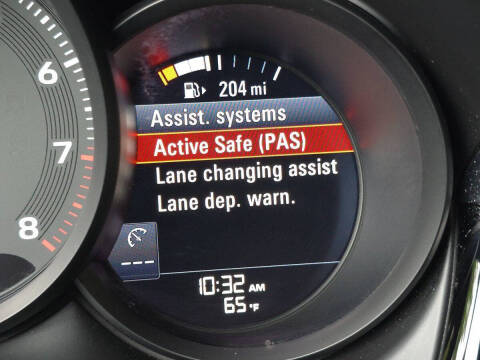 6
7
8
204 mi
Assist. systems
Active Safe (PAS)
Lane changing assist
Lane dep. warn.
---
10:32 AM
65°F